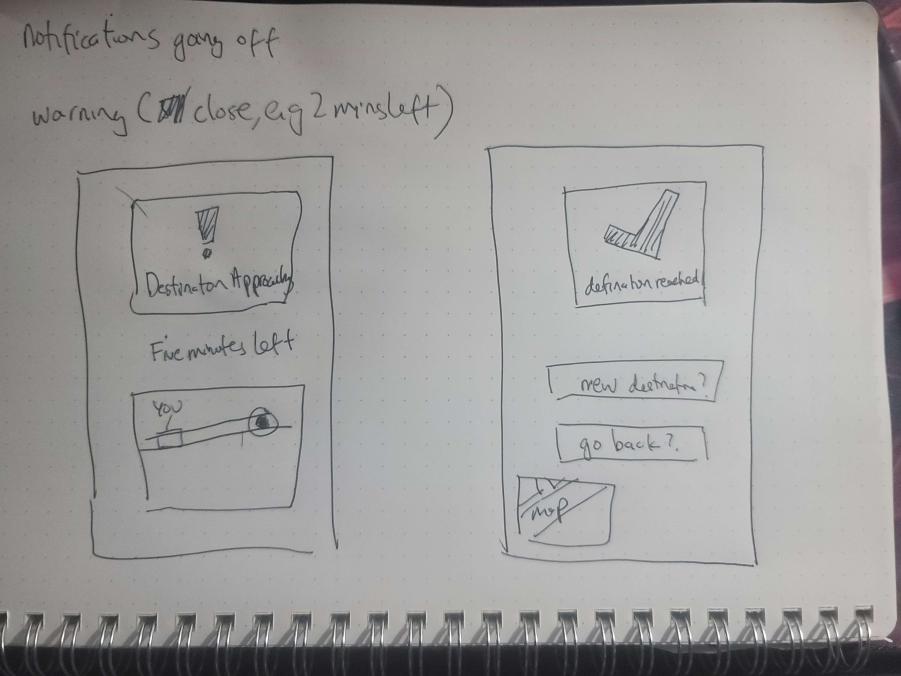 notifications going off
warning (close, e.g 2 mins left)
!
Destination Approaching
Five minutes left
YOU
destination reached
new destination?
go back?
map